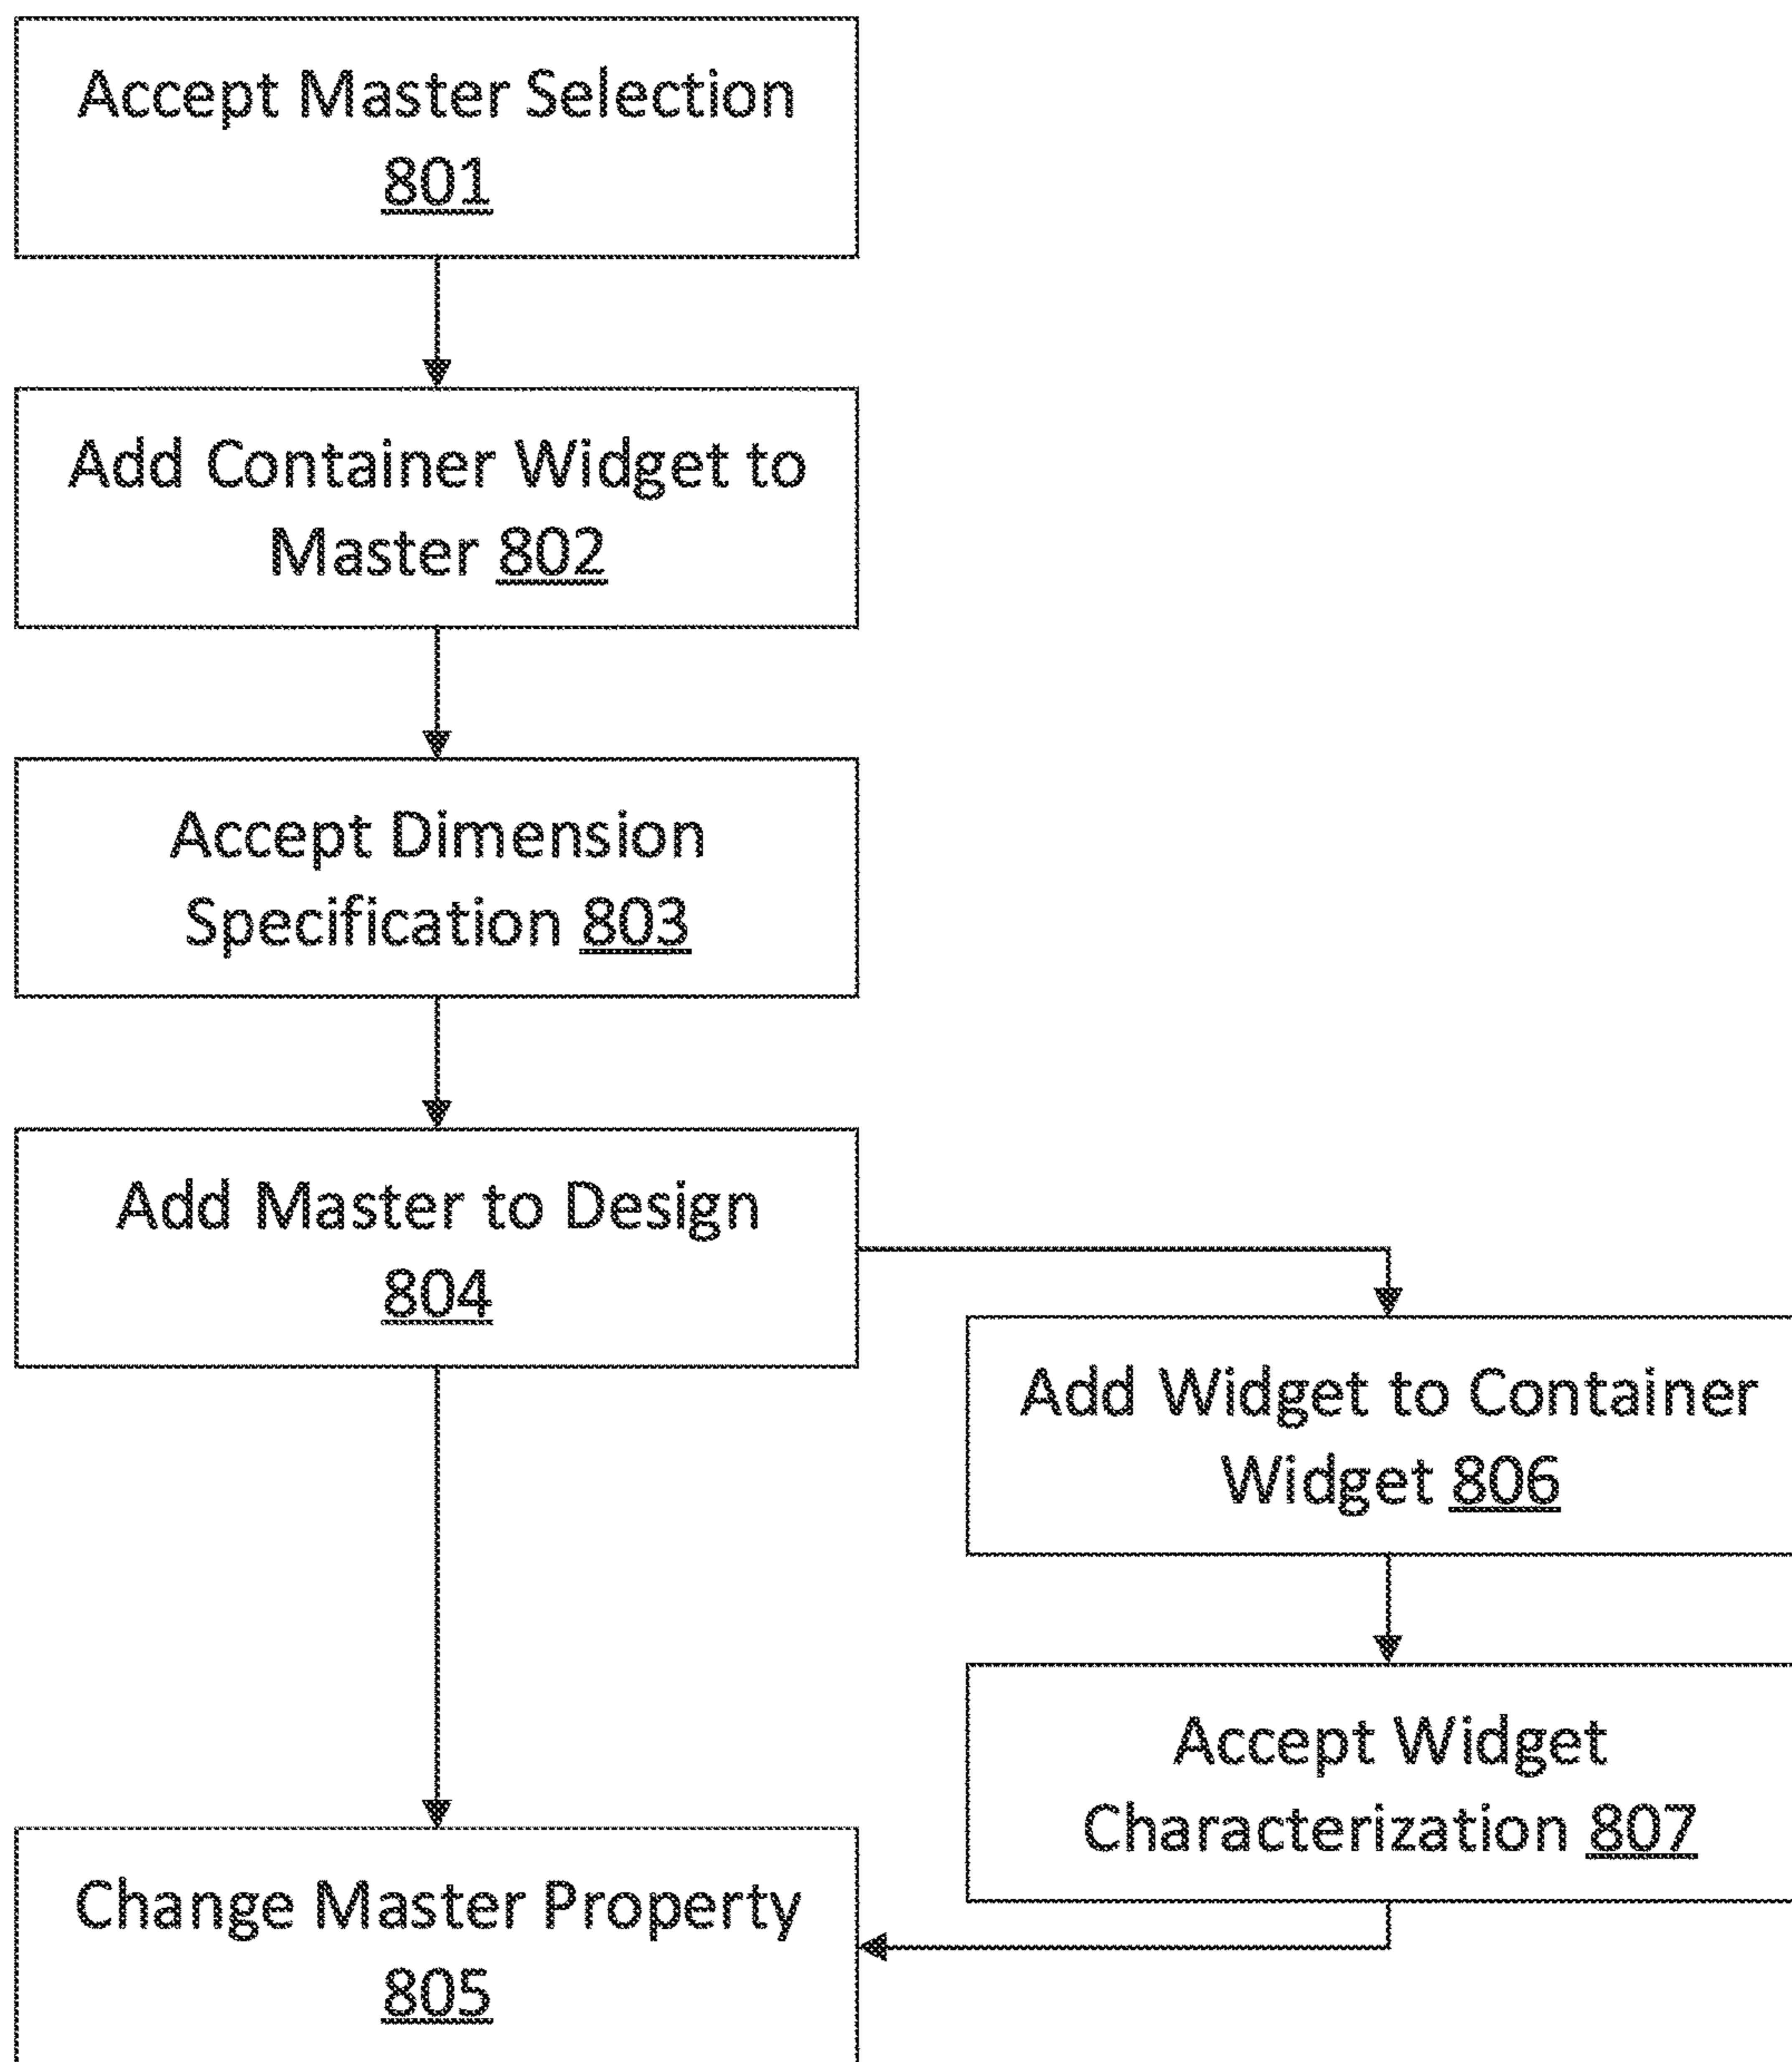 Accept Master Selection
801
Add Container Widget to
Master 802
Accept Dimension
Specification 803
Add Master to Design
804
Add Widget to Container
Widget 806
Accept Widget
Characterization 807
Change Master Property
805